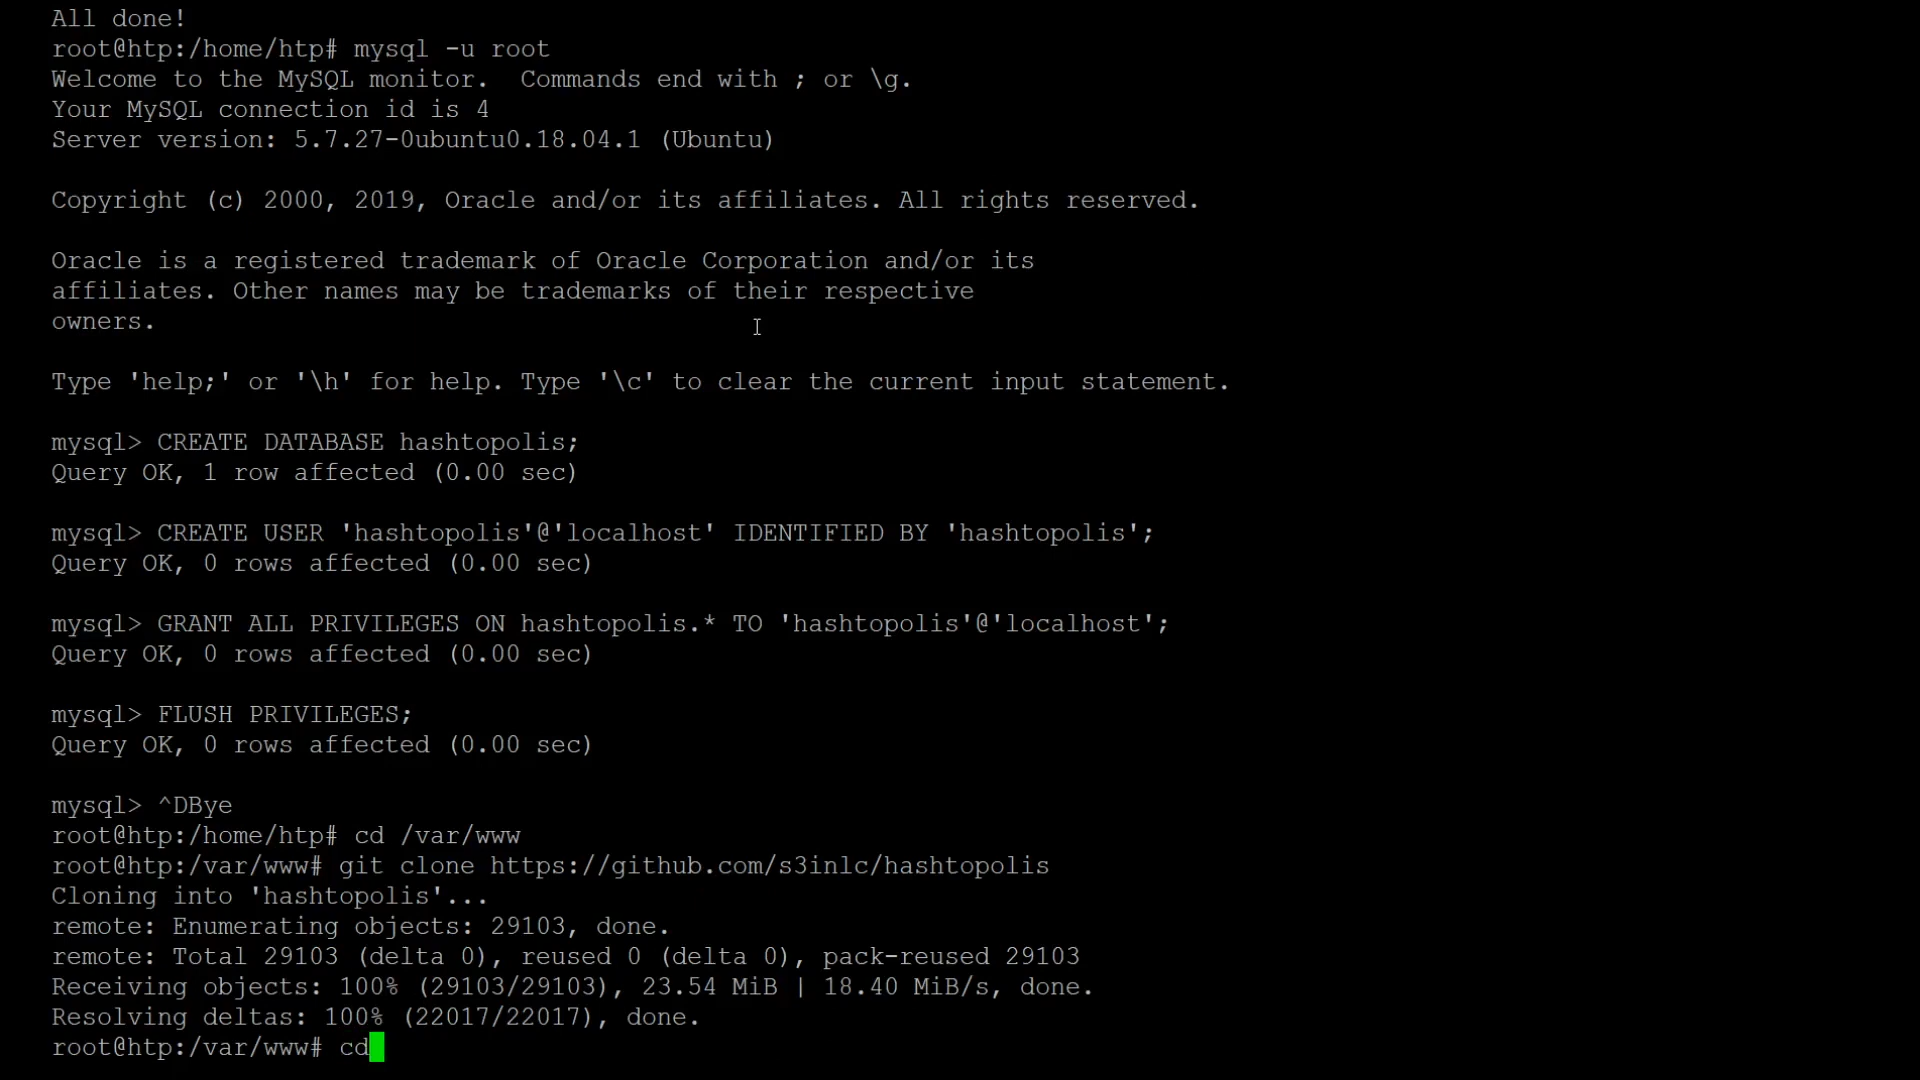 All done!
root@htp:/home/htp# mysql -u root
Welcome to the MySQL monitor.  Commands end with ; or \g.
Your MySQL connection id is 4
Server version: 5.7.27-0ubuntu0.18.04.1 (Ubuntu)

Copyright (c) 2000, 2019, Oracle and/or its affiliates. All rights reserved.

Oracle is a registered trademark of Oracle Corporation and/or its
affiliates. Other names may be trademarks of their respective
owners.

Type 'help;' or '\h' for help. Type '\c' to clear the current input statement.

mysql> CREATE DATABASE hashtopolis;
Query OK, 1 row affected (0.00 sec)

mysql> CREATE USER 'hashtopolis'@'localhost' IDENTIFIED BY 'hashtopolis';
Query OK, 0 rows affected (0.00 sec)

mysql> GRANT ALL PRIVILEGES ON hashtopolis.* TO 'hashtopolis'@'localhost';
Query OK, 0 rows affected (0.00 sec)

mysql> FLUSH PRIVILEGES;
Query OK, 0 rows affected (0.00 sec)

mysql> ^DBye
root@htp:/home/htp# cd /var/www
root@htp:/var/www# git clone https://github.com/s3inlc/hashtopolis
Cloning into 'hashtopolis'...
remote: Enumerating objects: 29103, done.
remote: Total 29103 (delta 0), reused 0 (delta 0), pack-reused 29103
Receiving objects: 100% (29103/29103), 23.54 MiB | 18.40 MiB/s, done.
Resolving deltas: 100% (22017/22017), done.
root@htp:/var/www# cd